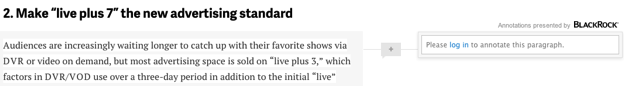 2. Make “live plus 7” the new advertising standard
Annotations presented by BLACKROCK®
Audiences are increasingly waiting longer to catch up with their favorite shows via
DVR or video on demand, but most advertising space is sold on “live plus 3,” which
factors in DVR/VOD use over a three-day period in addition to the initial “live”
+
Please log in to annotate this paragraph.